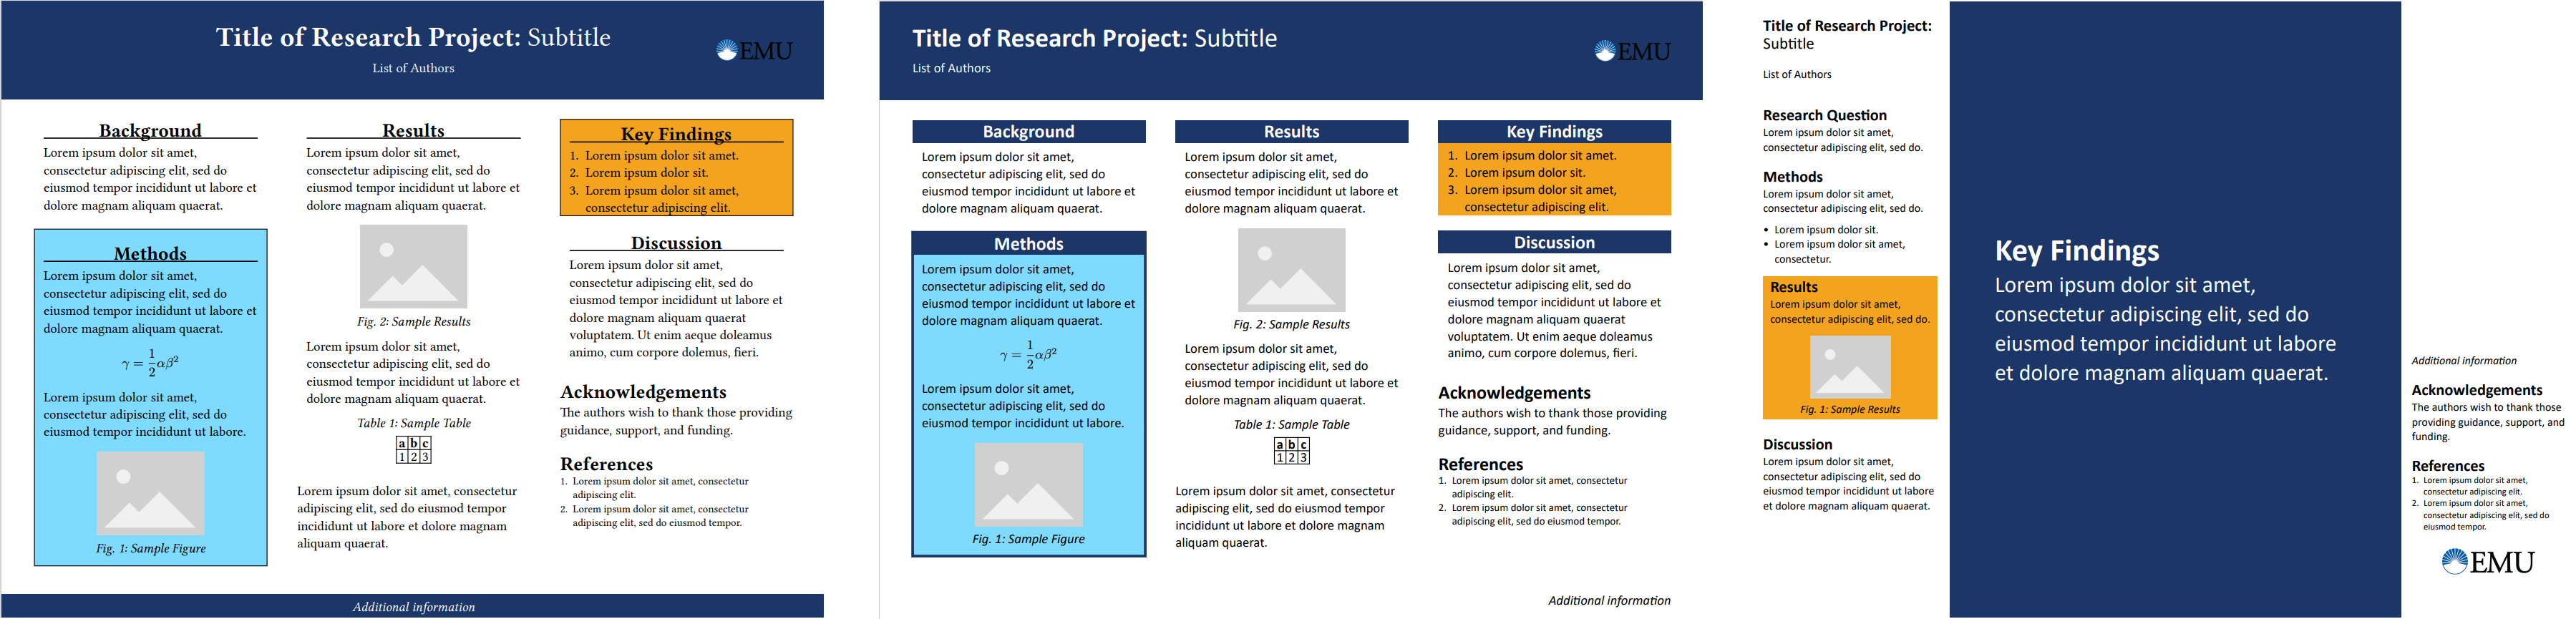 Title of Research Project: Subtitle
List of Authors
EMU
Background
Lorem ipsum dolor sit amet,
consectetur adipiscing elit, sed do
eiusmod tempor incididunt ut labore et
dolore magnam aliquam quaerat.
Methods
Lorem ipsum dolor sit amet,
consectetur adipiscing elit, sed do
eiusmod tempor incididunt ut labore et
dolore magnam aliquam quaerat.
γ = 1/2 αβ²
Lorem ipsum dolor sit amet,
consectetur adipiscing elit, sed do
eiusmod tempor incididunt ut labore.
Fig. 1: Sample Figure
Results
Lorem ipsum dolor sit amet,
consectetur adipiscing elit, sed do
eiusmod tempor incididunt ut labore et
dolore magnam aliquam quaerat.
Fig. 2: Sample Results
Lorem ipsum dolor sit amet,
consectetur adipiscing elit, sed do
eiusmod tempor incididunt ut labore et
dolore magnam aliquam quaerat.
Table 1: Sample Table
a b c
1 2 3
Lorem ipsum dolor sit amet, consectetur
adipiscing elit, sed do eiusmod tempor
incididunt ut labore et dolore magnam
aliquam quaerat.
Key Findings
1. Lorem ipsum dolor sit amet.
2. Lorem ipsum dolor sit.
3. Lorem ipsum dolor sit amet,
consectetur adipiscing elit.
Discussion
Lorem ipsum dolor sit amet,
consectetur adipiscing elit, sed do
eiusmod tempor incididunt ut labore et
dolore magnam aliquam quaerat
voluptatem. Ut enim aeque doleamus
animo, cum corpore dolemus, fieri.
Acknowledgements
The authors wish to thank those providing
guidance, support, and funding.
References
1. Lorem ipsum dolor sit amet, consectetur
adipiscing elit.
2. Lorem ipsum dolor sit amet, consectetur
adipiscing elit, sed do eiusmod tempor.
Additional information
Title of Research Project: Subtitle
List of Authors
EMU
Background
Lorem ipsum dolor sit amet,
consectetur adipiscing elit, sed do
eiusmod tempor incididunt ut labore et
dolore magnam aliquam quaerat.
Methods
Lorem ipsum dolor sit amet,
consectetur adipiscing elit, sed do
eiusmod tempor incididunt ut labore et
dolore magnam aliquam quaerat.
γ = 1/2 αβ²
Lorem ipsum dolor sit amet,
consectetur adipiscing elit, sed do
eiusmod tempor incididunt ut labore.
Fig. 1: Sample Figure
Results
Lorem ipsum dolor sit amet,
consectetur adipiscing elit, sed do
eiusmod tempor incididunt ut labore et
dolore magnam aliquam quaerat.
Fig. 2: Sample Results
Lorem ipsum dolor sit amet,
consectetur adipiscing elit, sed do
eiusmod tempor incididunt ut labore et
dolore magnam aliquam quaerat.
Table 1: Sample Table
a b c
1 2 3
Lorem ipsum dolor sit amet, consectetur
adipiscing elit, sed do eiusmod tempor
incididunt ut labore et dolore magnam
aliquam quaerat.
Key Findings
1. Lorem ipsum dolor sit amet.
2. Lorem ipsum dolor sit.
3. Lorem ipsum dolor sit amet,
consectetur adipiscing elit.
Discussion
Lorem ipsum dolor sit amet,
consectetur adipiscing elit, sed do
eiusmod tempor incididunt ut labore et
dolore magnam aliquam quaerat
voluptatem. Ut enim aeque doleamus
animo, cum corpore dolemus, fieri.
Acknowledgements
The authors wish to thank those providing
guidance, support, and funding.
References
1. Lorem ipsum dolor sit amet, consectetur
adipiscing elit.
2. Lorem ipsum dolor sit amet, consectetur
adipiscing elit, sed do eiusmod tempor.
Additional information
Title of Research Project:
Subtitle
List of Authors
Research Question
Lorem ipsum dolor sit amet,
consectetur adipiscing elit, sed do.
Methods
Lorem ipsum dolor sit amet,
consectetur adipiscing elit, sed do.
• Lorem ipsum dolor sit.
• Lorem ipsum dolor sit amet,
consectetur.
Results
Lorem ipsum dolor sit amet,
consectetur adipiscing elit, sed do.
Fig. 1: Sample Results
Discussion
Lorem ipsum dolor sit amet,
consectetur adipiscing elit, sed do
eiusmod tempor incididunt ut labore
et dolore magnam aliquam quaerat.
Key Findings
Lorem ipsum dolor sit amet,
consectetur adipiscing elit, sed do
eiusmod tempor incididunt ut labore
et dolore magnam aliquam quaerat.
Additional information
Acknowledgements
The authors wish to thank those
providing guidance, support, and
funding.
References
1. Lorem ipsum dolor sit amet,
consectetur adipiscing elit.
2. Lorem ipsum dolor sit amet,
consectetur adipiscing elit, sed do
eiusmod tempor.
EMU